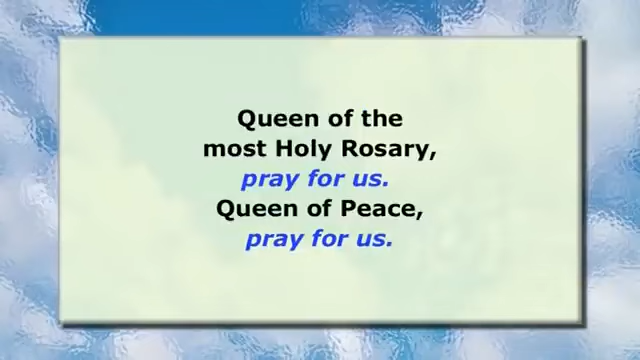 Queen of the
most Holy Rosary,
pray for us.
Queen of Peace,
pray for us.